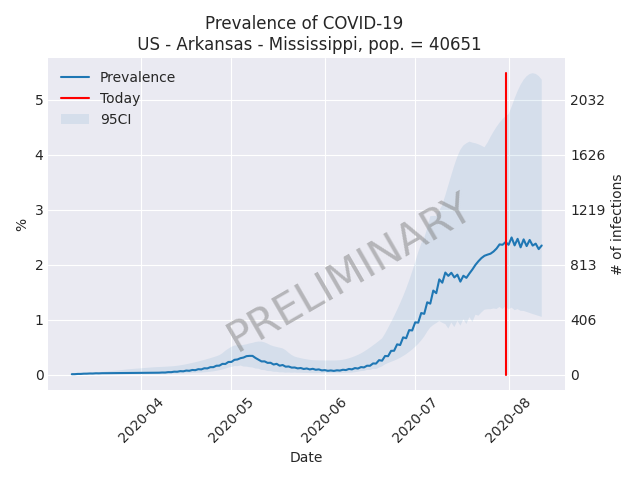 Prevalence of COVID-19
US - Arkansas - Mississippi, pop. = 40651
Prevalence
Today
95CI
5
4
3
2
1
0
%
2032
1626
1219
813
406
0
# of infections
PRELIMINARY
2020-04
2020-05
2020-06
2020-07
2020-08
Date